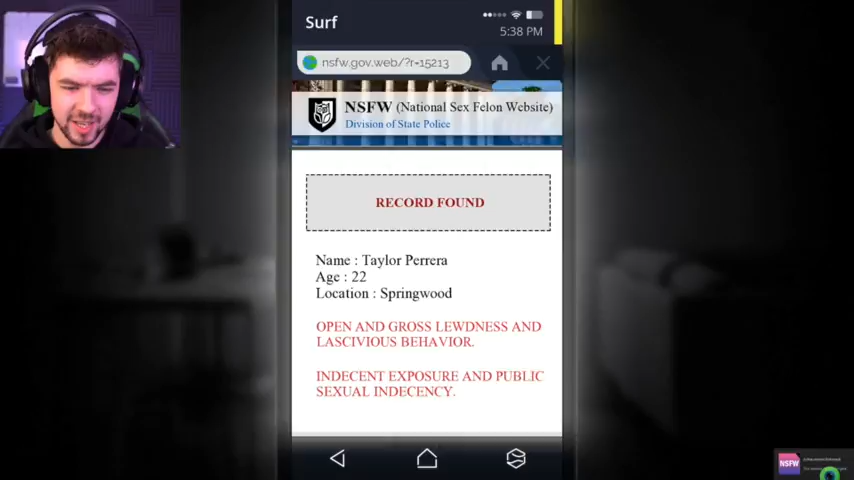 Surf
5:38 PM
nsfw.gov.web/?r=15213
NSFW (National Sex Felon Website)
Division of State Police
RECORD FOUND
Name : Taylor Perrera
Age : 22
Location : Springwood
OPEN AND GROSS LEWDNESS AND
LASCIVIOUS BEHAVIOR.
INDECENT EXPOSURE AND PUBLIC
SEXUAL INDECENCY.
NSFW